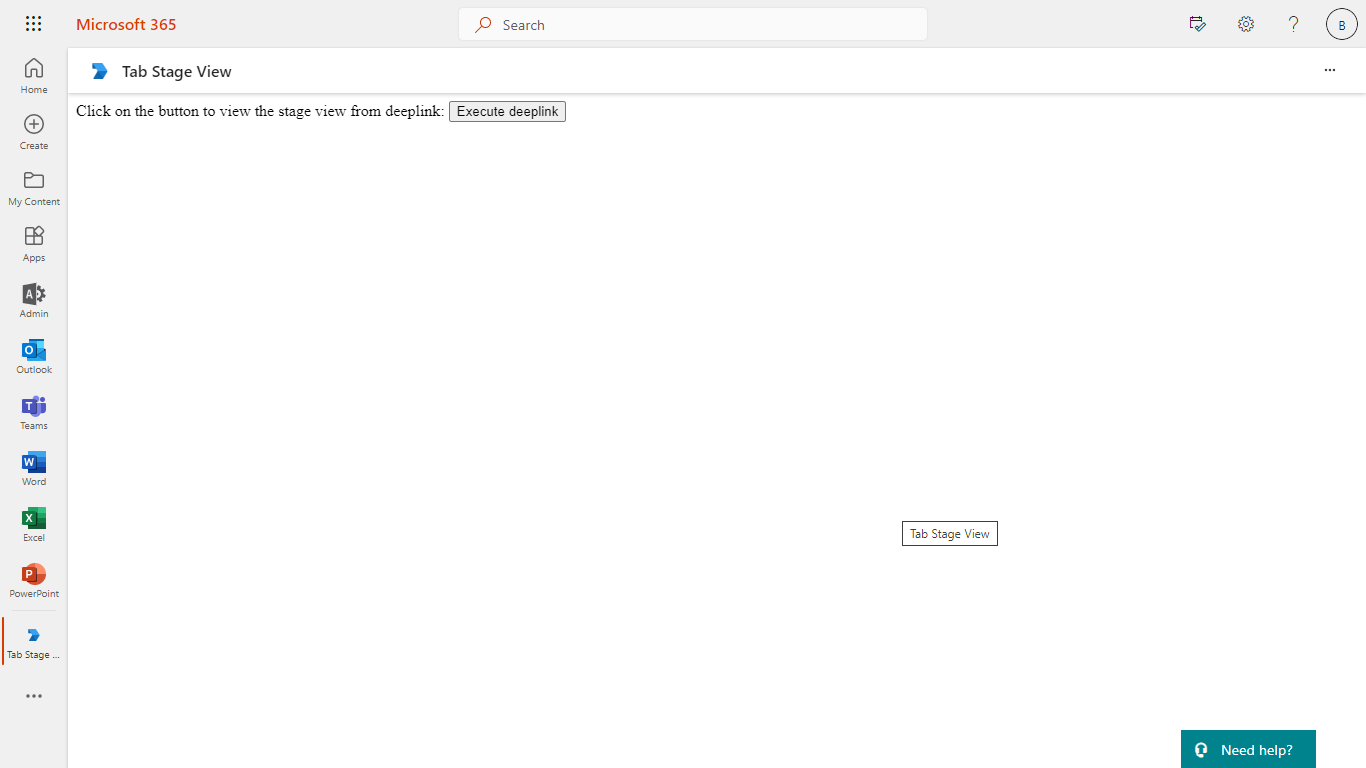 Microsoft 365
Search
B
Home
Create
My Content
Apps
Admin
Outlook
Teams
Word
Excel
PowerPoint
Tab Stage ...
Tab Stage View
Click on the button to view the stage view from deeplink: Execute deeplink
Tab Stage View
Need help?